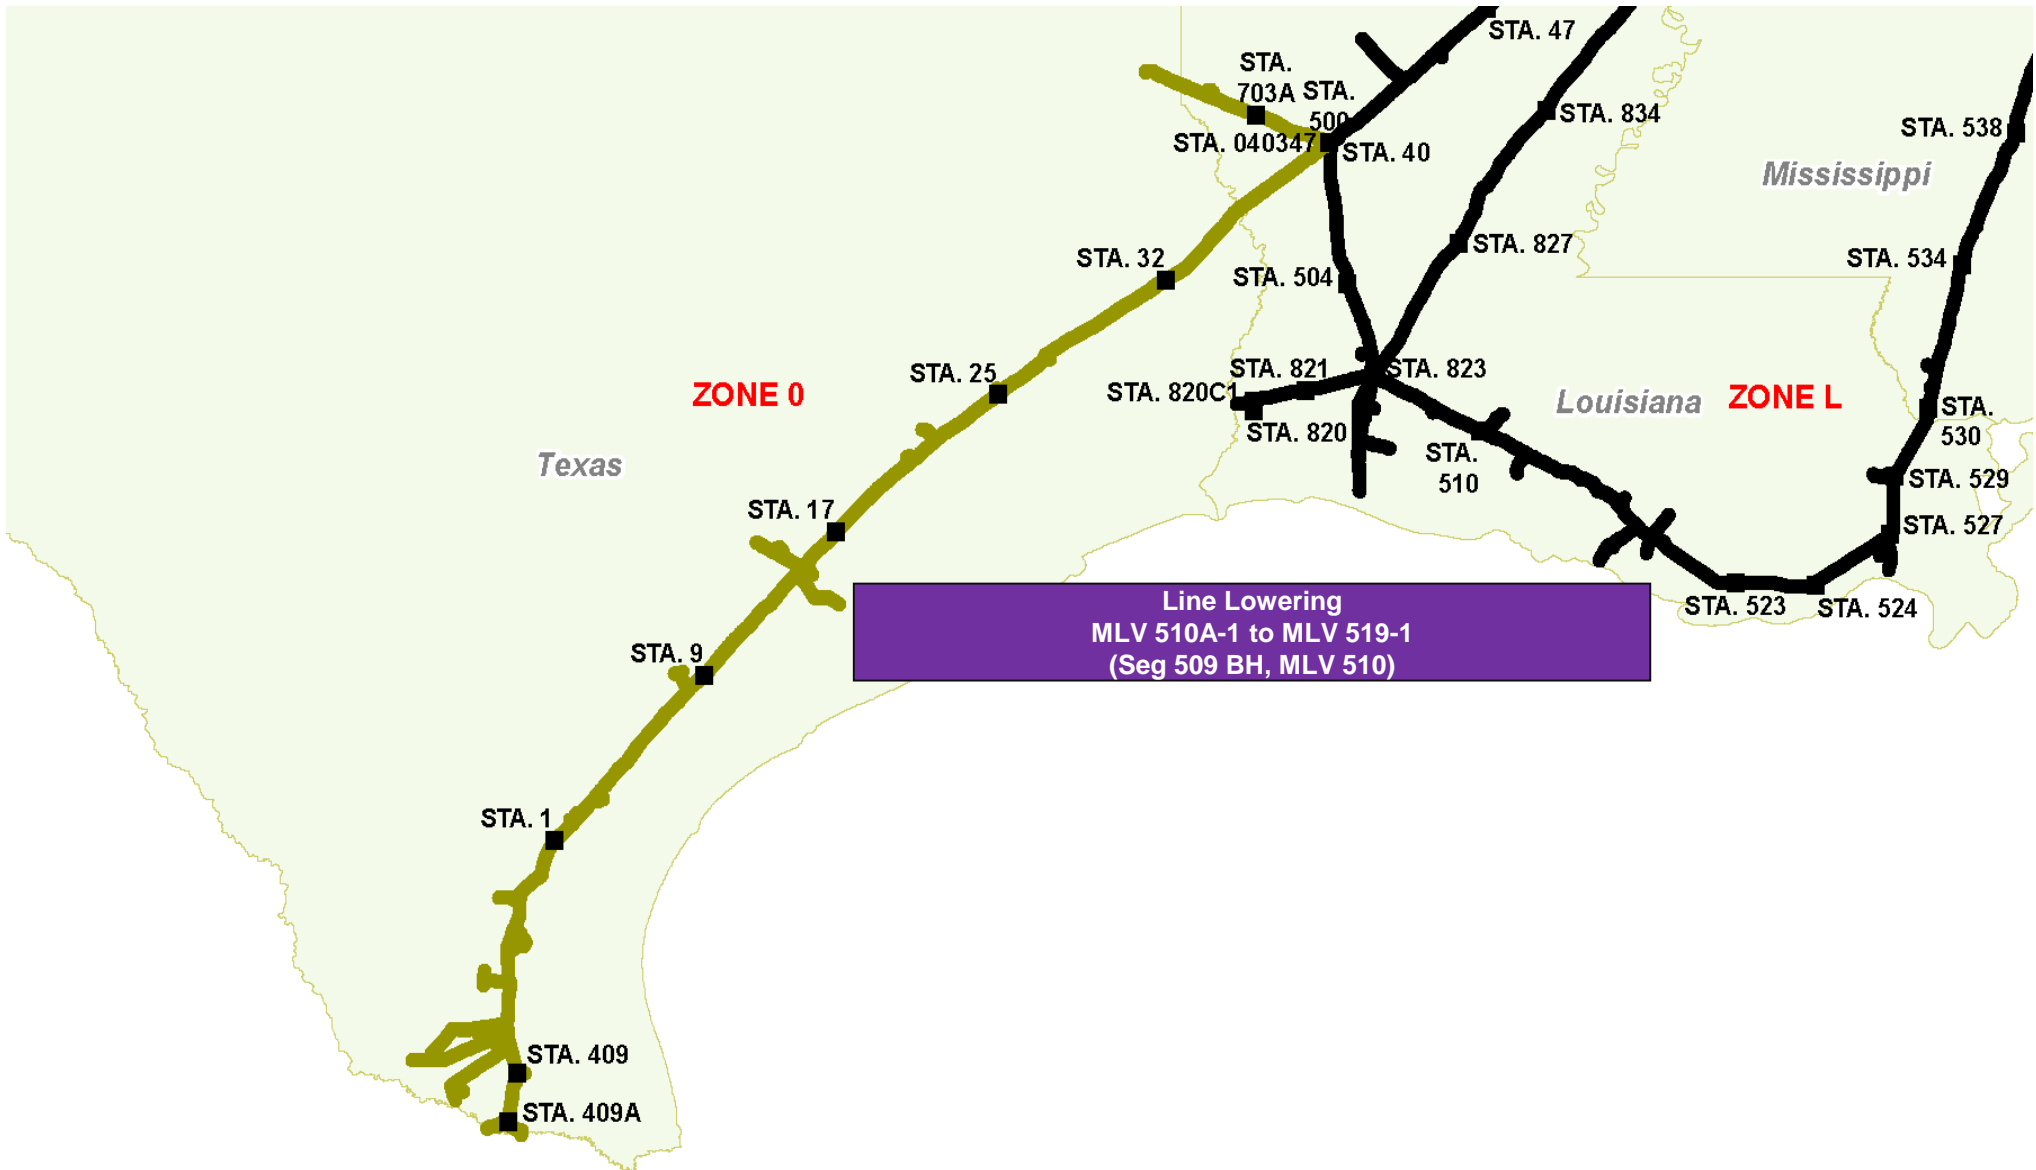 STA. 47
STA.
703A
STA.
500
STA. 834
STA. 538
STA. 040347
STA. 40
Mississippi
STA. 827
STA. 534
STA. 32
STA. 504
STA. 25
STA. 821
STA. 823
STA. 820C1
ZONE 0
Louisiana
ZONE L
STA.
530
STA. 820
STA.
510
Texas
STA. 529
STA. 17
STA. 527
Line Lowering
MLV 510A-1 to MLV 519-1
(Seg 509 BH, MLV 510)
STA. 523
STA. 524
STA. 9
STA. 1
STA. 409
STA. 409A